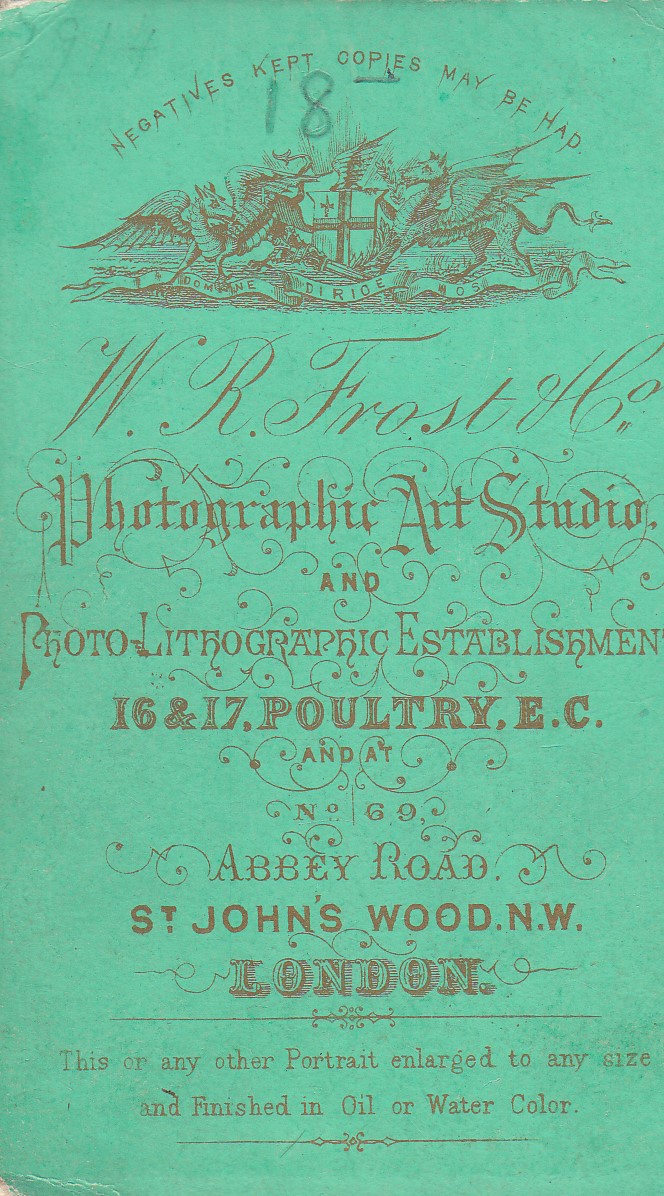 NEGATIVES KEPT COPIES MAY BE HAD.
18
DOMINE DIRIGE NOS
W. R. Frost & Co.,
Photographic Art Studio.
AND
PHOTO-LITHOGRAPHIC ESTABLISHMENT
16 & 17, POULTRY, E.C.
AND AT
No 69,
ABBEY ROAD,
ST JOHN'S WOOD. N.W.
LONDON.
This or any other Portrait enlarged to any size
and Finished in Oil or Water Color.